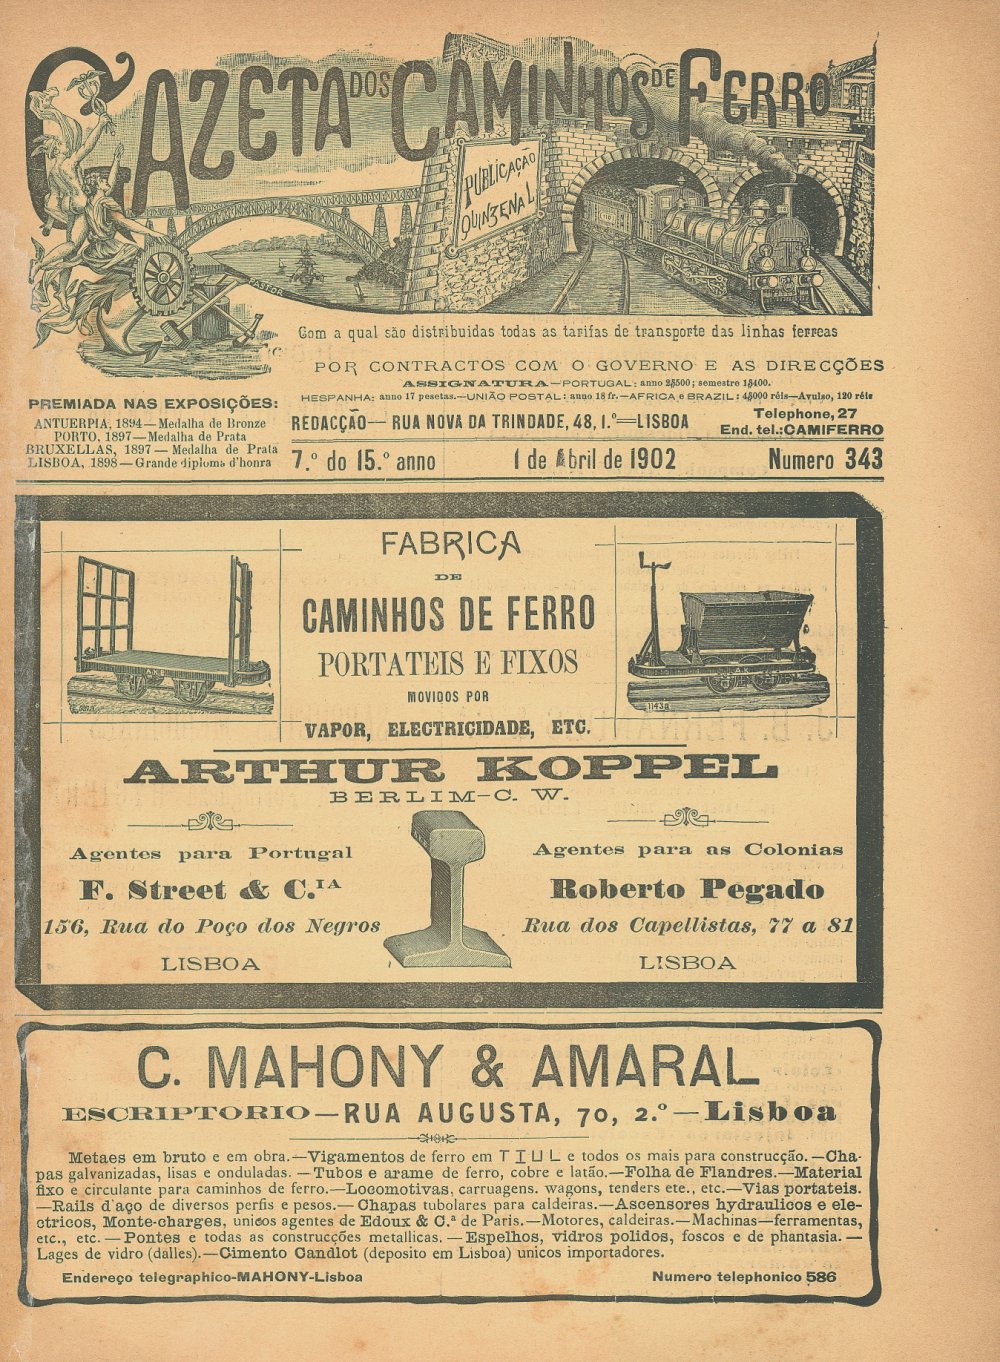 GAZETA DOS CAMINHOS DE FERRO
PUBLICAÇÃO
QUINZENAL
PASTOR
Com a qual são distribuidas todas as tarifas de transporte das linhas ferreas
POR CONTRACTOS COM O GOVERNO E AS DIRECÇÕES
ASSIGNATURA—PORTUGAL: anno 2$500; semestre 1$400.
HESPANHA: anno 17 pesetas.—UNIÃO POSTAL: anno 18 fr.—AFRICA e BRAZIL: 4$000 réis—Avulso, 120 réis
PREMIADA NAS EXPOSIÇÕES:
ANTUERPIA, 1894—Medalha de Bronze
PORTO, 1897—Medalha de Prata
BRUXELLAS, 1897—Medalha de Prata
LISBOA, 1898—Grande diploma d'honra
REDACÇÃO—RUA NOVA DA TRINDADE, 48, 1.º—LISBOA
Telephone, 27
End. tel.: CAMIFERRO
7.º do 15.º anno
1 de Abril de 1902
Numero 343
FABRICA
DE
CAMINHOS DE FERRO
PORTATEIS E FIXOS
MOVIDOS POR
VAPOR, ELECTRICIDADE, ETC.
1143a
ARTHUR KOPPEL
BERLIM-C. W.
Agentes para Portugal
F. Street & C.IA
156, Rua do Poço dos Negros
LISBOA
Agentes para as Colonias
Roberto Pegado
Rua dos Capellistas, 77 a 81
LISBOA
C. MAHONY & AMARAL
ESCRIPTORIO—RUA AUGUSTA, 70, 2.º—Lisboa
Metaes em bruto e em obra.—Vigamentos de ferro em T I U L e todos os mais para construcção.—Cha-
pas galvanizadas, lisas e onduladas.—Tubos e arame de ferro, cobre e latão.—Folha de Flandres.—Material
fixo e circulante para caminhos de ferro.—Locomotivas, carruagens. wagons, tenders etc., etc.—Vias portateis.
—Rails d'aço de diversos perfis e pesos.—Chapas tubolares para caldeiras.—Ascensores hydraulicos e ele-
ctricos, Monte-charges, unicos agentes de Edoux & C.ª de Paris.—Motores, caldeiras.—Machinas—ferramentas,
etc., etc.—Pontes e todas as construcções metallicas.—Espelhos, vidros polidos, foscos e de phantasia.—
Lages de vidro (dalles).—Cimento Candlot (deposito em Lisboa) unicos importadores.
Endereço telegraphico-MAHONY-Lisboa
Numero telephonico 586